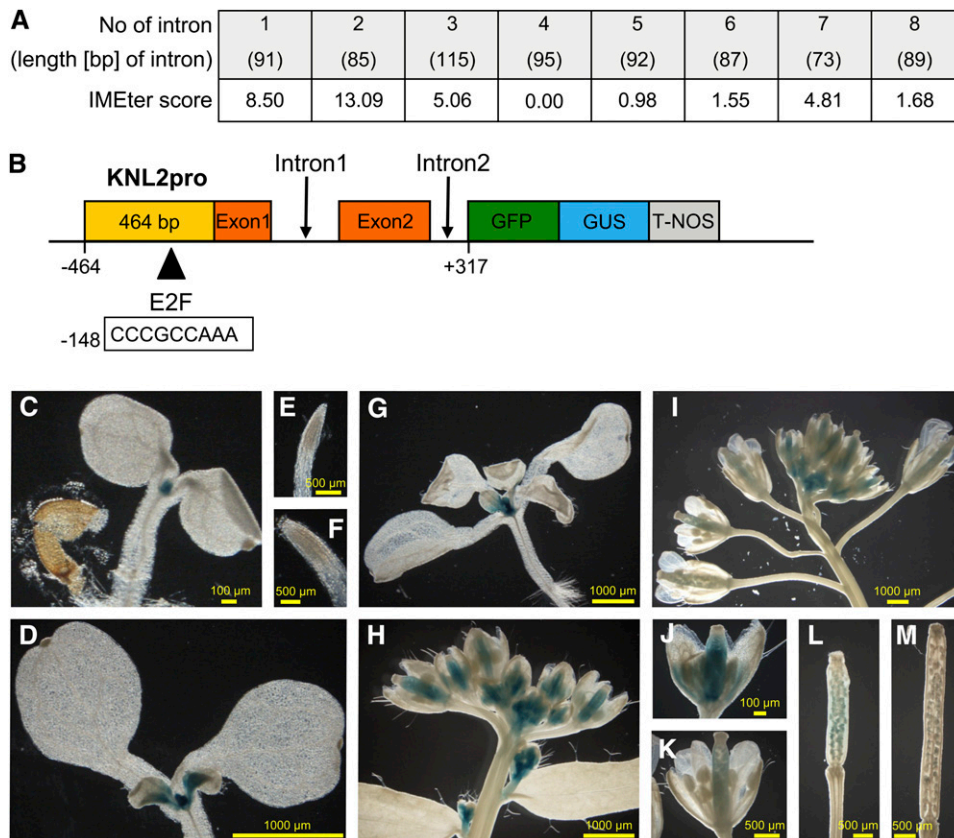 A
No of intron 1 2 3 4 5 6 7 8
(length [bp] of intron) (91) (85) (115) (95) (92) (87) (73) (89)
IMEter score 8.50 13.09 5.06 0.00 0.98 1.55 4.81 1.68
B
KNL2pro Intron1 Intron2
464 bp Exon1 Exon2 GFP GUS T-NOS
-464 +317
E2F
-148 CCCGCCAAA
C
100 µm
E
500 µm
F
500 µm
G
1000 µm
I
1000 µm
D
1000 µm
H
1000 µm
J
100 µm
K
500 µm
L
500 µm
M
500 µm